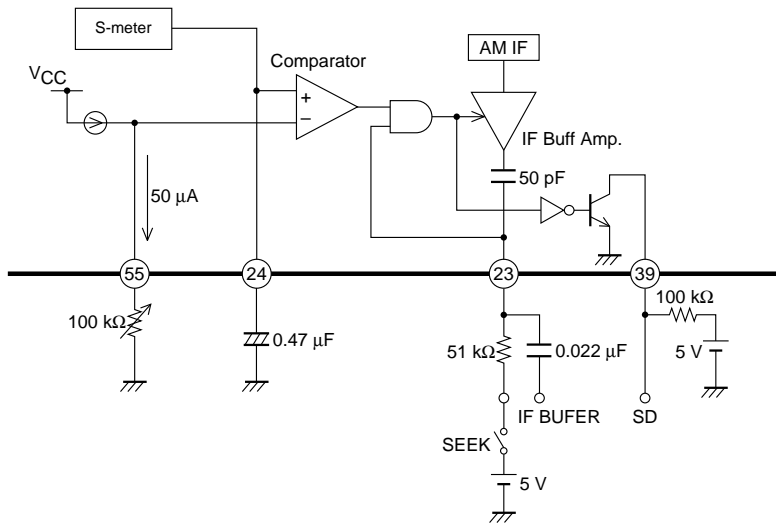 S-meter
AM IF
Comparator
VCC
+
−
IF Buff Amp.
50 pF
50 μA
55
24
23
39
100 kΩ
0.47 μF
51 kΩ
0.022 μF
100 kΩ
5 V
IF BUFER
SD
SEEK
5 V